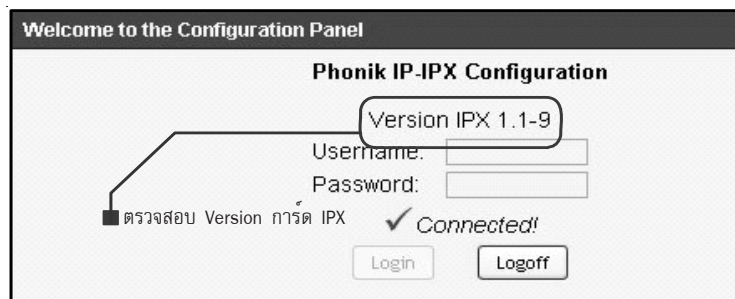 Welcome to the Configuration Panel
Phonik IP-IPX Configuration
Version IPX 1.1-9
Username:
Password:
ตรวจสอบ Version การ์ด IPX
Connected!
Login
Logoff